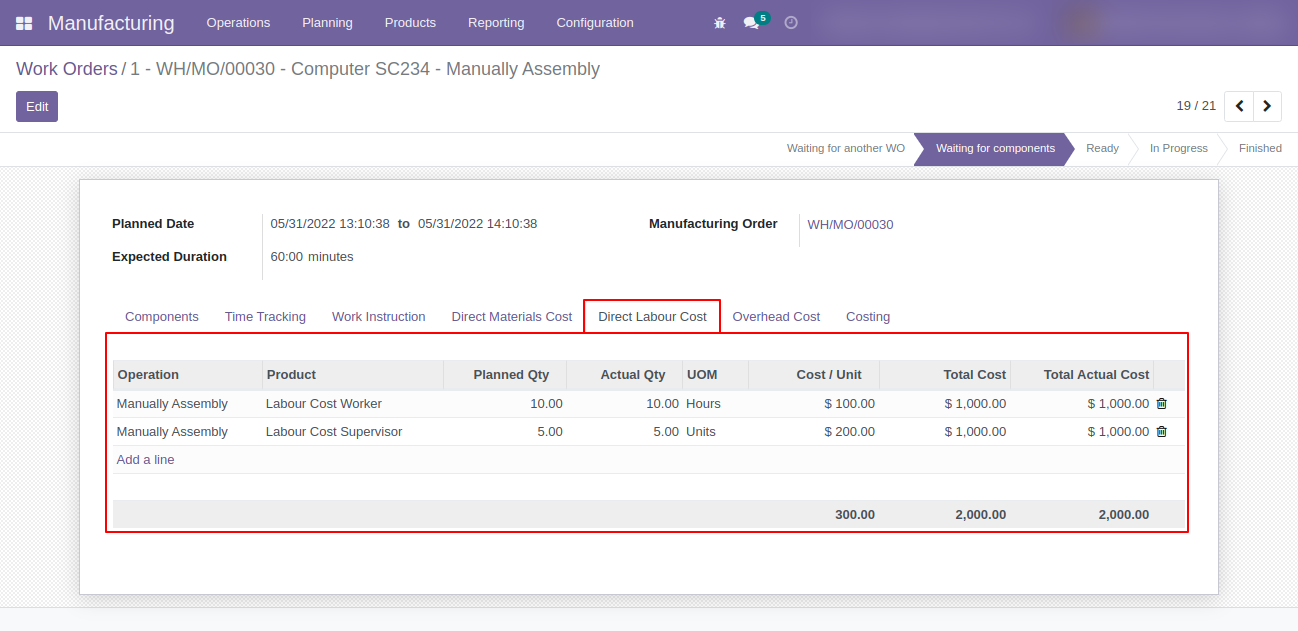 Manufacturing Operations Planning Products Reporting Configuration 5
Work Orders / 1 - WH/MO/00030 - Computer SC234 - Manually Assembly
Edit 19 / 21
Waiting for another WO Waiting for components Ready In Progress Finished
Planned Date 05/31/2022 13:10:38 to 05/31/2022 14:10:38 Manufacturing Order WH/MO/00030
Expected Duration 60:00 minutes
Components Time Tracking Work Instruction Direct Materials Cost Direct Labour Cost Overhead Cost Costing
Operation Product Planned Qty Actual Qty UOM Cost / Unit Total Cost Total Actual Cost
Manually Assembly Labour Cost Worker 10.00 10.00 Hours $ 100.00 $ 1,000.00 $ 1,000.00
Manually Assembly Labour Cost Supervisor 5.00 5.00 Units $ 200.00 $ 1,000.00 $ 1,000.00
Add a line
300.00 2,000.00 2,000.00